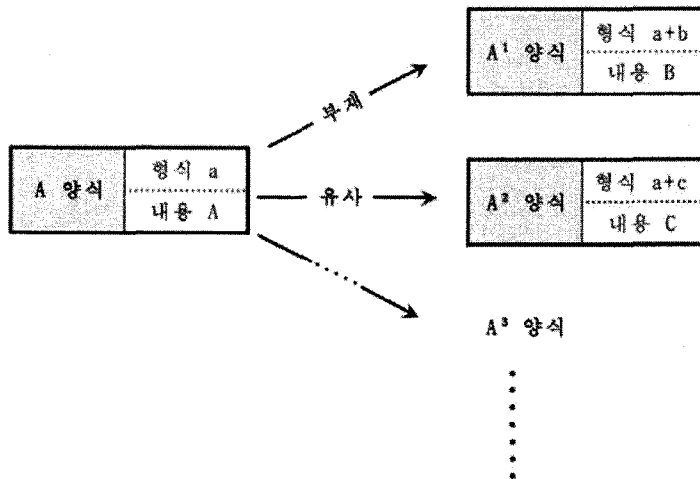 A¹ 양식
형식 a+b
내용 B
부재
A 양식
형식 a
내용 A
유사
A² 양식
형식 a+c
내용 C
A³ 양식